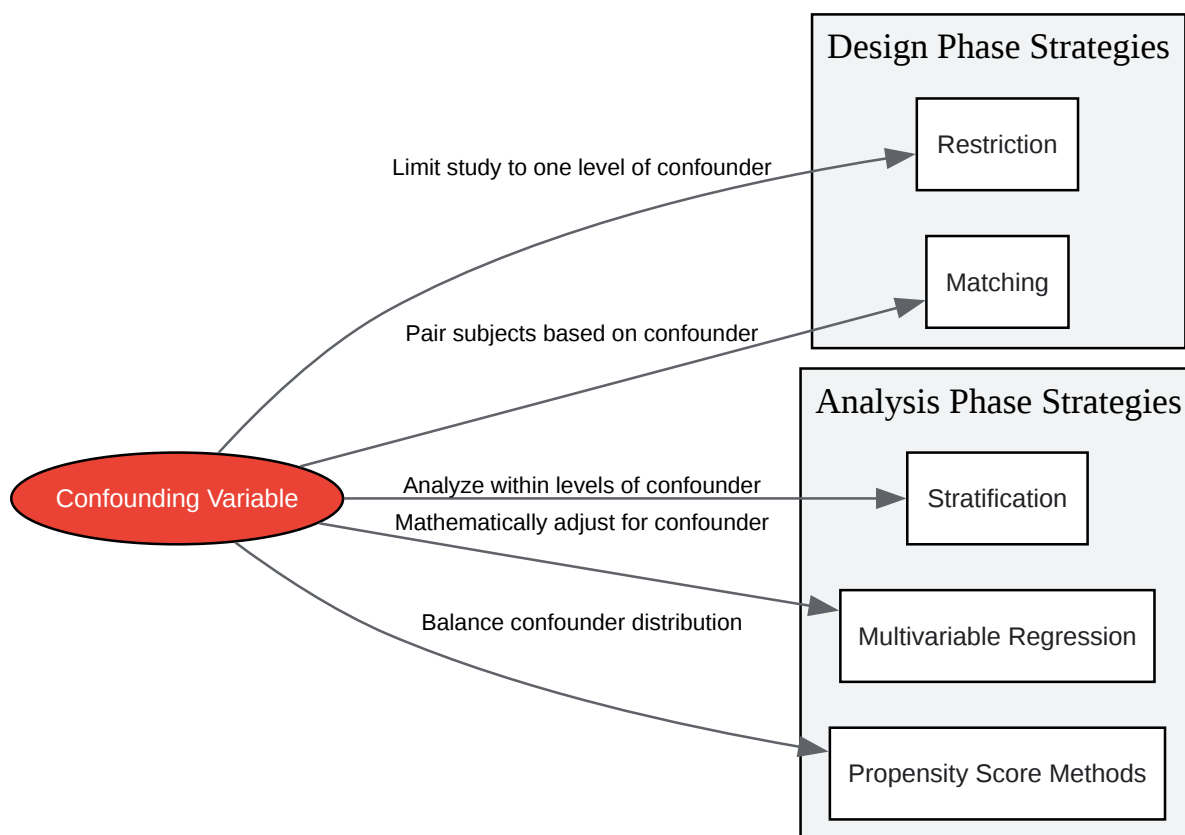 Design Phase Strategies
Restriction
Limit study to one level of confounder
Matching
Pair subjects based on confounder
Analysis Phase Strategies
Confounding Variable
Analyze within levels of confounder
Stratification
Mathematically adjust for confounder
Balance confounder distribution
Multivariable Regression
Propensity Score Methods